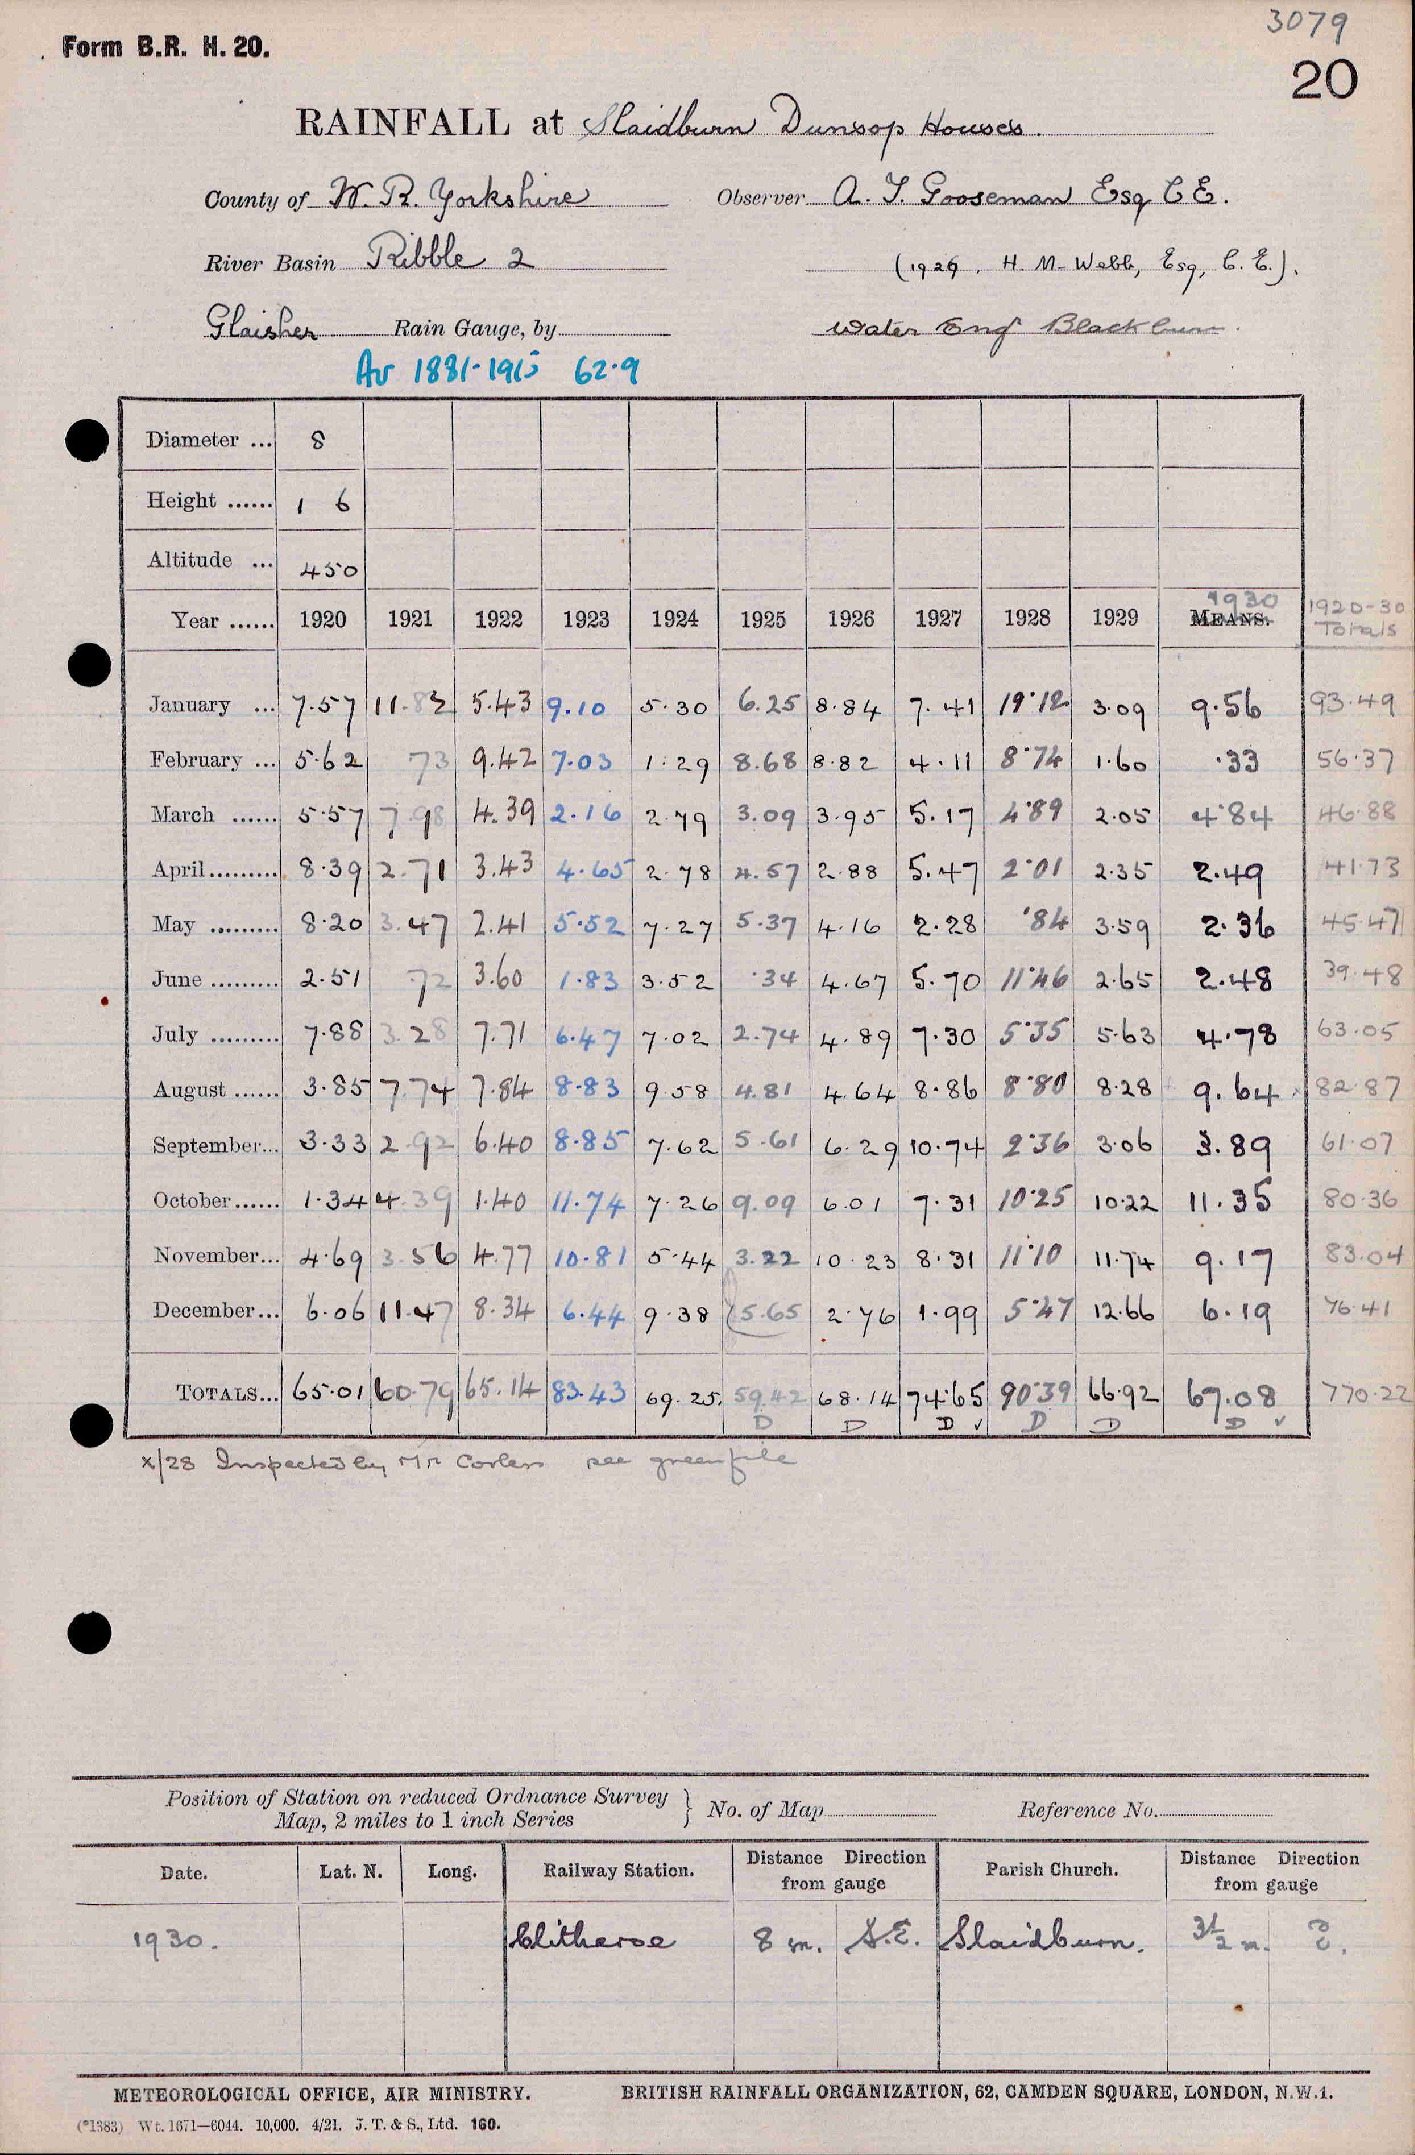 3079
Form B.R. H. 20.
20
RAINFALL at Slaidburn Dunsop Houses.
County of W. R. Yorkshire Observer A. T. Gooseman Esq C E.
River Basin Ribble 2 (1926, H. M. Webb, Esq, C. E.).
Glaisher Rain Gauge, by Water Eng^r Blackburn.
Av 1881-1915 62.9
Diameter ... 8
Height ...... 1 6
Altitude ... 450
Year ...... 1920 1921 1922 1923 1924 1925 1926 1927 1928 1929 MEANS. 1930 1920-30 Totals
January ... 7.57 11.82 5.43 9.10 5.30 6.25 8.84 7.41 19.12 3.09 9.56 93.49
February ... 5.62 73 9.42 7.03 1.29 8.68 8.82 4.11 8.74 1.60 .33 56.37
March ...... 5.57 7.98 4.39 2.16 2.79 3.09 3.95 5.17 4.89 2.05 4.84 46.88
April......... 8.39 2.71 3.43 4.65 2.78 4.57 2.88 5.47 2.01 2.35 2.49 41.73
May ......... 8.20 3.47 2.41 5.52 7.27 5.37 4.16 2.28 .84 3.59 2.36 45.47
June ......... 2.51 72 3.60 1.83 3.52 .34 4.67 5.70 11.46 2.65 2.48 39.48
July ......... 7.88 3.28 7.71 6.47 7.02 2.74 4.89 7.30 5.35 5.63 4.78 63.05
August ...... 3.85 7.74 7.84 8.83 9.58 4.81 4.64 8.86 8.80 8.28 9.64 82.87
September... 3.33 2.92 6.40 8.85 7.62 5.61 6.29 10.74 2.36 3.06 3.89 61.07
October...... 1.34 4.39 1.40 11.74 7.26 9.09 6.01 7.31 10.25 10.22 11.35 80.36
November... 4.69 3.56 4.77 10.81 5.44 3.22 10.23 8.31 11.10 11.74 9.17 83.04
December... 6.06 11.47 8.34 6.44 9.38 5.65 2.76 1.99 5.47 12.66 6.19 76.41
TOTALS... 65.01 60.79 65.14 83.43 69.25 59.42 68.14 74.65 90.39 66.92 67.08 770.22
D D D ✓ D D D ✓
x/28 Inspected by Mr see green file
Position of Station on reduced Ordnance Survey
Map, 2 miles to 1 inch Series } No. of Map Reference No.
Date. Lat. N. Long. Railway Station. Distance Direction from gauge Parish Church. Distance Direction from gauge
1930. Clitheroe 8 m. S.E. Slaidburn. 3½ m. E.
METEOROLOGICAL OFFICE, AIR MINISTRY. BRITISH RAINFALL ORGANIZATION, 62, CAMDEN SQUARE, LONDON, N.W.1.
(*1383) Wt. 1671—6044. 10,000. 4/21. J. T. & S., Ltd. 160.